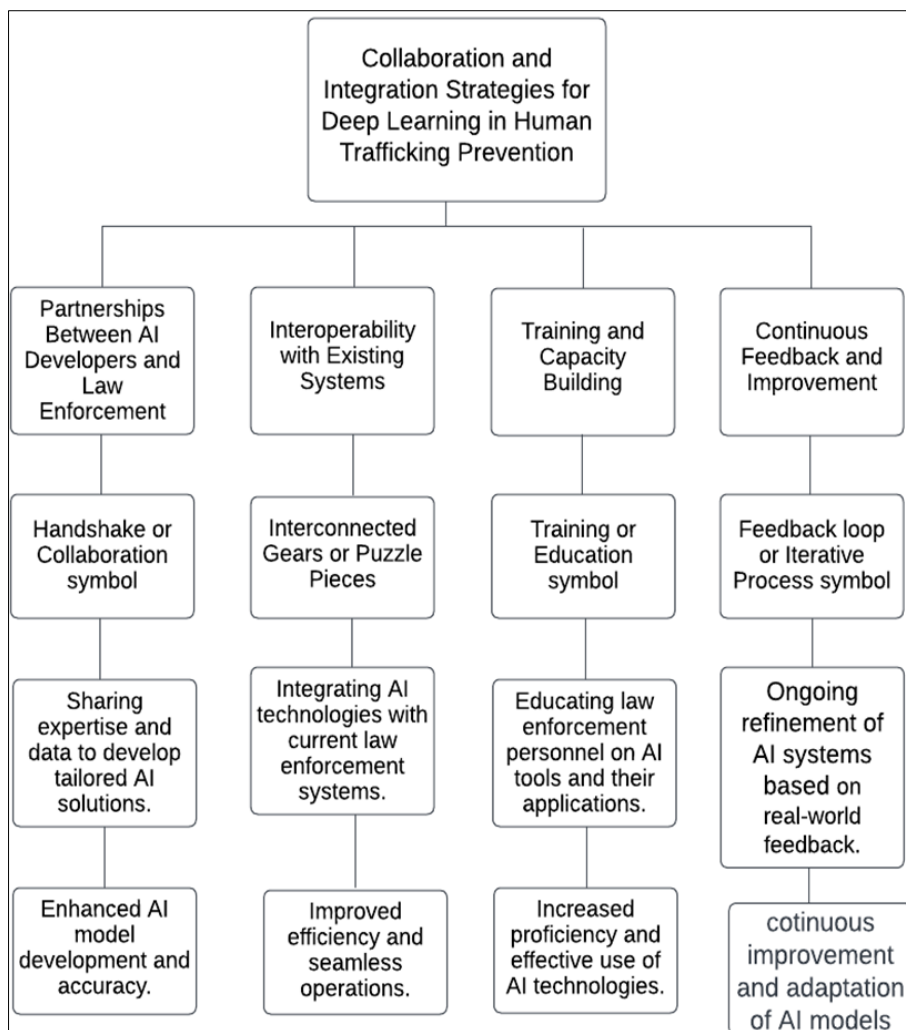 Collaboration and
Integration Strategies for
Deep Learning in Human
Trafficking Prevention
Partnerships
Between AI
Developers and
Law
Enforcement
Interoperability
with Existing
Systems
Training and
Capacity
Building
Continuous
Feedback and
Improvement
Handshake or
Collaboration
symbol
Interconnected
Gears or Puzzle
Pieces
Training or
Education
symbol
Feedback loop
or Iterative
Process symbol
Sharing
expertise and
data to develop
tailored AI
solutions.
Integrating AI
technologies with
current law
enforcement
systems.
Educating law
enforcement
personnel on AI
tools and their
applications.
Ongoing
refinement of
AI systems
based on
real-world
feedback.
Enhanced AI
model
development and
accuracy.
Improved
efficiency and
seamless
operations.
Increased
proficiency and
effective use of
AI technologies.
cotinuous
improvement
and adaptation
of AI models